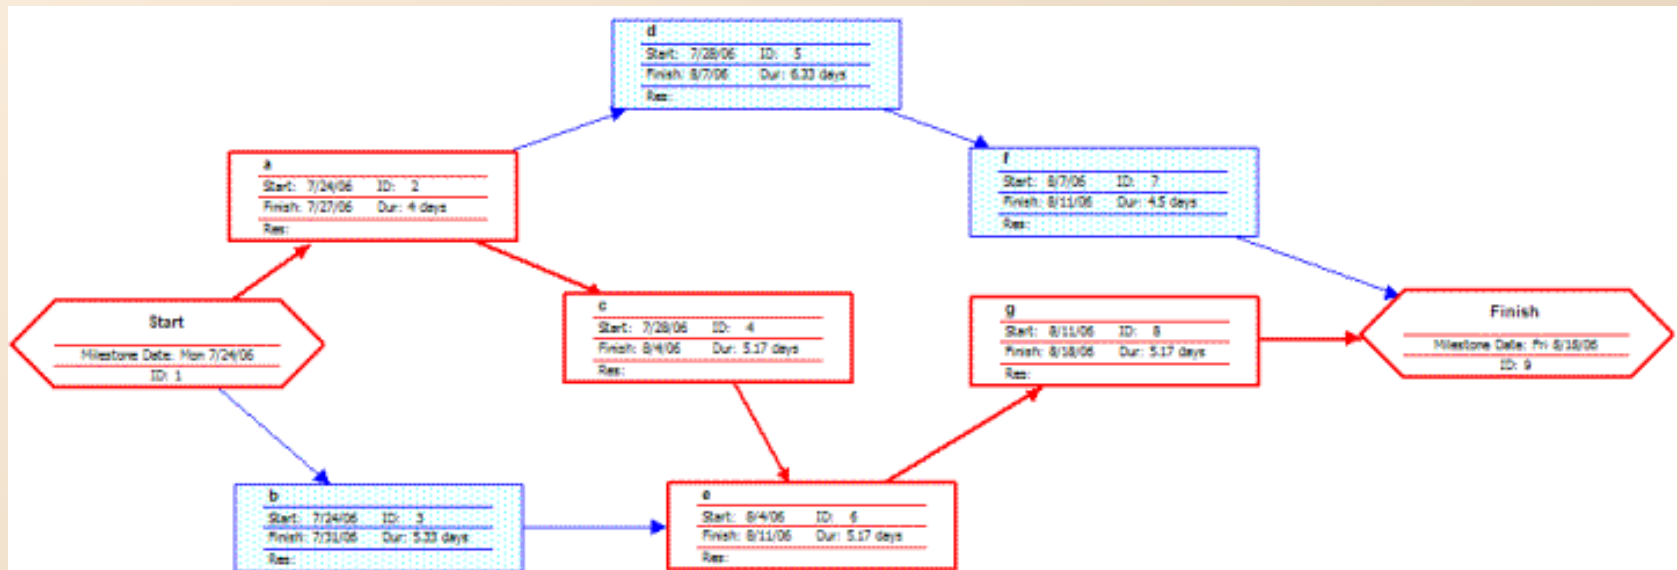 d
Start: 7/28/06 ID: 5
Finish: 8/7/06 Dur: 6.33 days
Res:
a
Start: 7/24/06 ID: 2
Finish: 7/27/06 Dur: 4 days
Res:
f
Start: 8/7/06 ID: 7
Finish: 8/11/06 Dur: 4.5 days
Res:
Start
Milestone Date: Mon 7/24/06
ID: 1
c
Start: 7/28/06 ID: 4
Finish: 8/4/06 Dur: 5.17 days
Res:
g
Start: 8/11/06 ID: 8
Finish: 8/18/06 Dur: 5.17 days
Res:
Finish
Milestone Date: Fri 8/18/06
ID: 9
b
Start: 7/24/06 ID: 3
Finish: 7/31/06 Dur: 5.33 days
Res:
e
Start: 8/4/06 ID: 6
Finish: 8/11/06 Dur: 5.17 days
Res: